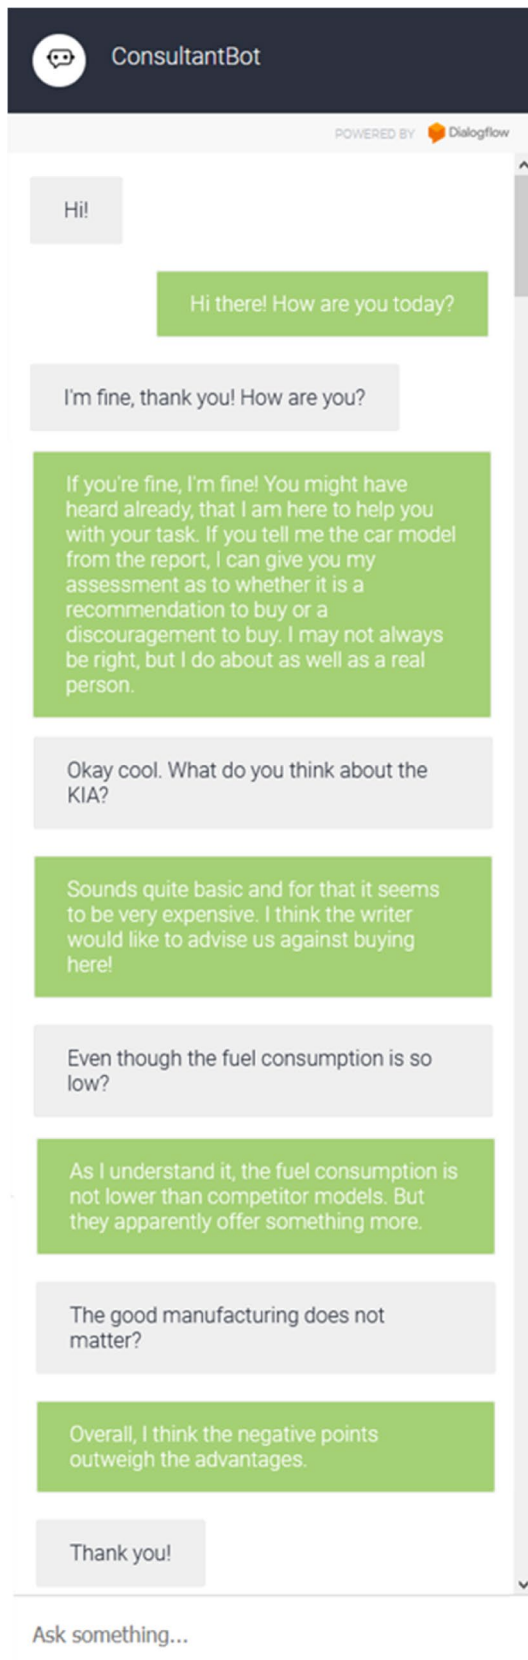 ConsultantBot
POWERED BY Dialogflow
Hi!
Hi there! How are you today?
I'm fine, thank you! How are you?
If you're fine, I'm fine! You might have
heard already, that I am here to help you
with your task. If you tell me the car model
from the report, I can give you my
assessment as to whether it is a
recommendation to buy or a
discouragement to buy. I may not always
be right, but I do about as well as a real
person.
Okay cool. What do you think about the
KIA?
Sounds quite basic and for that it seems
to be very expensive. I think the writer
would like to advise us against buying
here!
Even though the fuel consumption is so
low?
As I understand it, the fuel consumption is
not lower than competitor models. But
they apparently offer something more.
The good manufacturing does not
matter?
Overall, I think the negative points
outweigh the advantages.
Thank you!
Ask something...